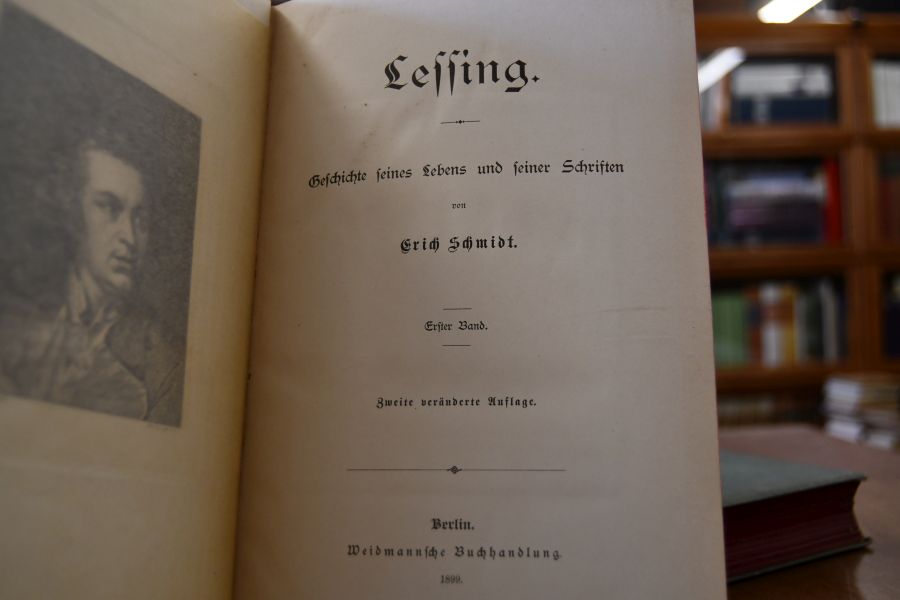 Leſſing.
Geſchichte ſeines Lebens und ſeiner Schriften
von
Erich Schmidt.
Erſter Band.
Zweite veränderte Auflage.
Berlin.
Weidmannſche Buchhandlung.
1899.